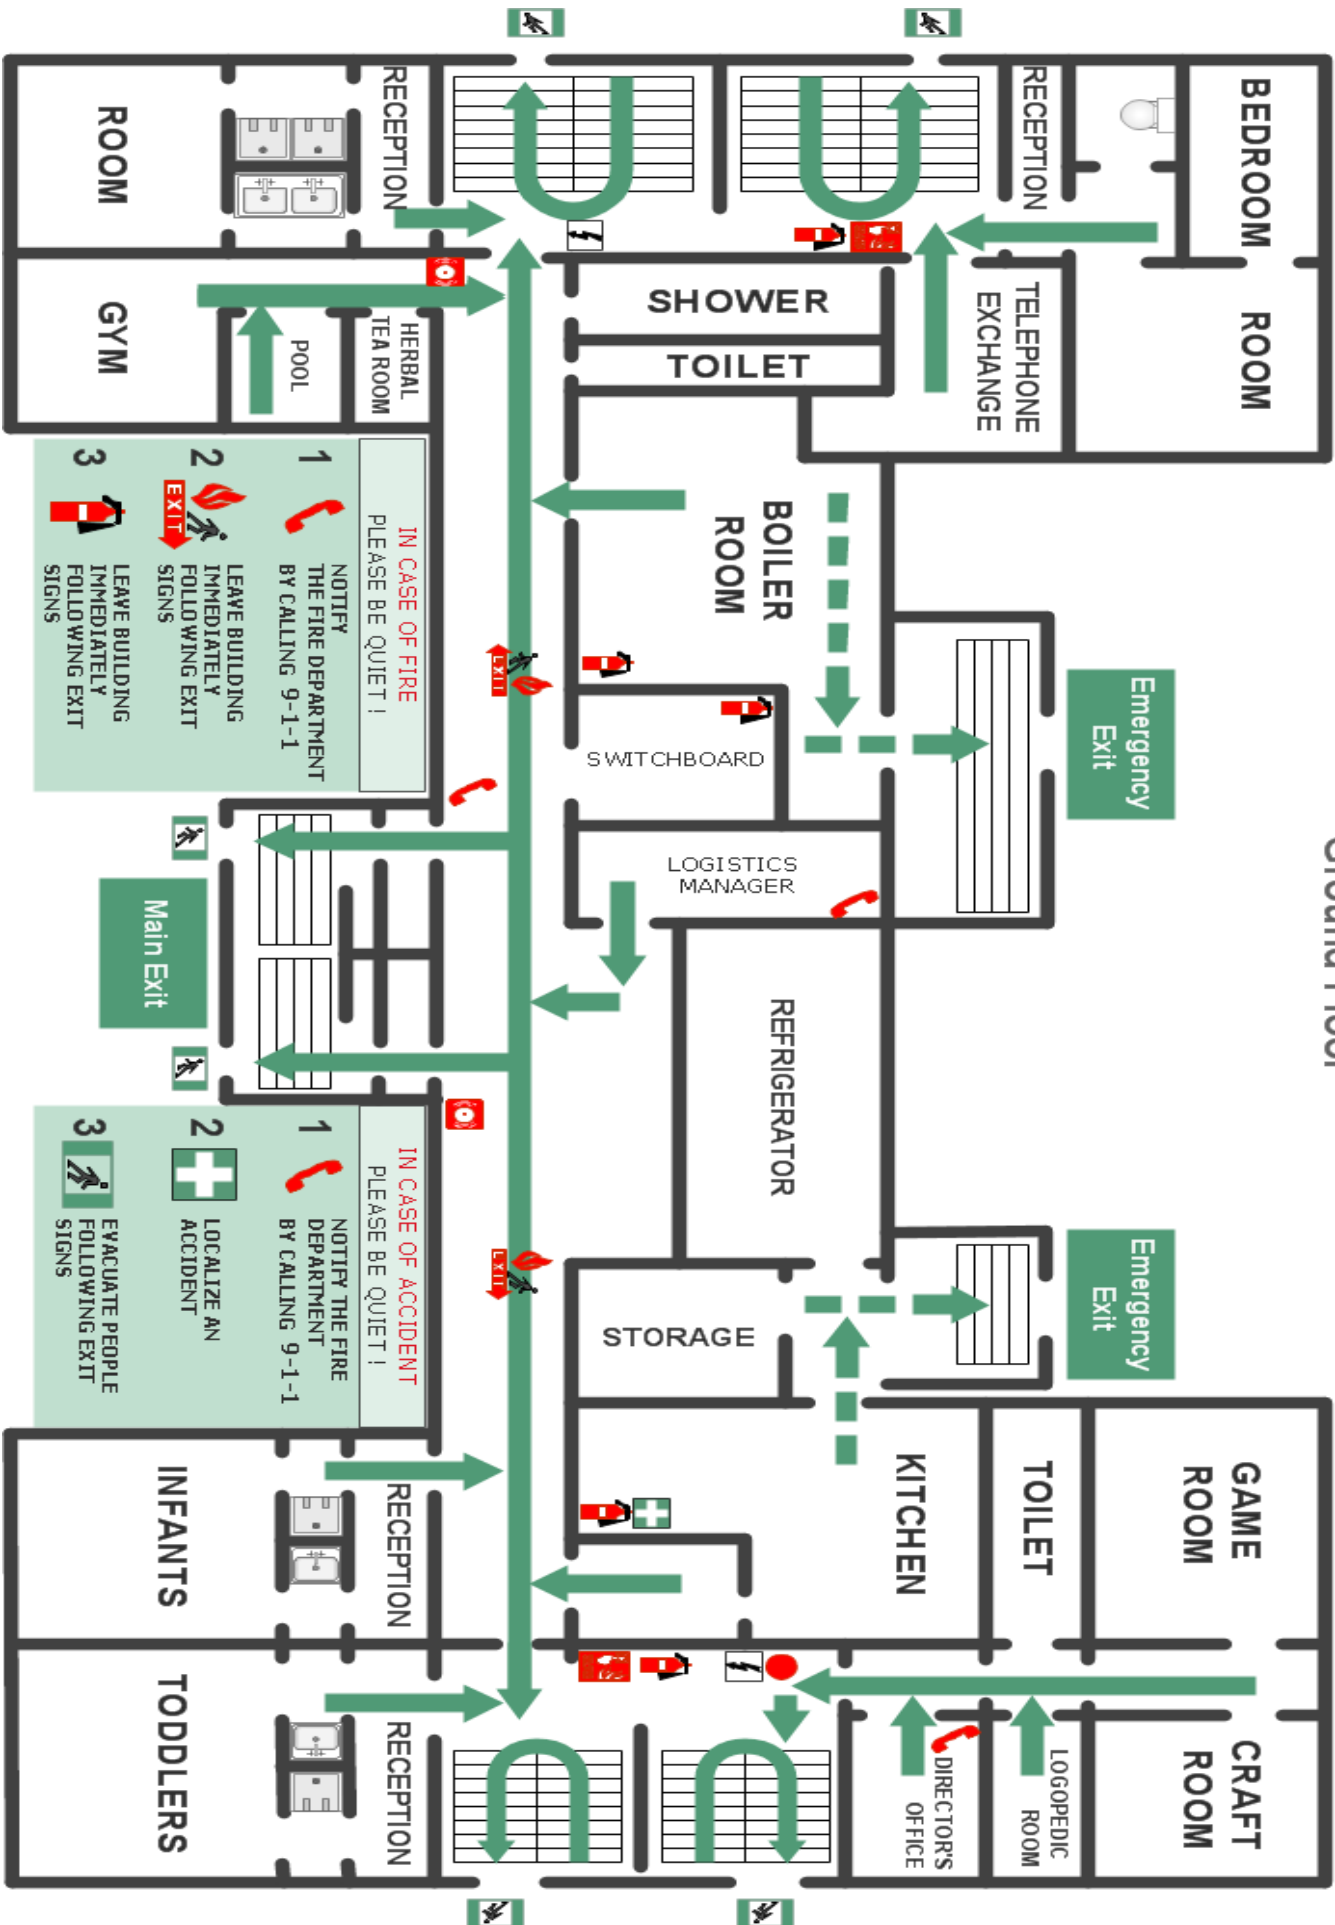 Ground Floor
BEDROOM
ROOM
RECEPTION
TELEPHONE
EXCHANGE
SHOWER
TOILET
RECEPTION
ROOM
GYM
POOL
HERBAL
TEA ROOM
BOILER
ROOM
Emergency
Exit
SWITCHBOARD
LOGISTICS
MANAGER
REFRIGERATOR
Emergency
Exit
STORAGE
KITCHEN
TOILET
GAME
ROOM
CRAFT
ROOM
LOGOPEDIC
ROOM
DIRECTOR'S
OFFICE
EXIT
EXIT
IN CASE OF FIRE
PLEASE BE QUIET !
1
NOTIFY
THE FIRE DEPARTMENT
BY CALLING 9-1-1
2
EXIT
LEAVE BUILDING
IMMEDIATELY
FOLLOWING EXIT
SIGNS
3
LEAVE BUILDING
IMMEDIATELY
FOLLOWING EXIT
SIGNS
Main Exit
IN CASE OF ACCIDENT
PLEASE BE QUIET !
1
NOTIFY THE FIRE
DEPARTMENT
BY CALLING 9-1-1
2
LOCALIZE AN
ACCIDENT
3
EVACUATE PEOPLE
FOLLOWING EXIT
SIGNS
RECEPTION
INFANTS
RECEPTION
TODDLERS